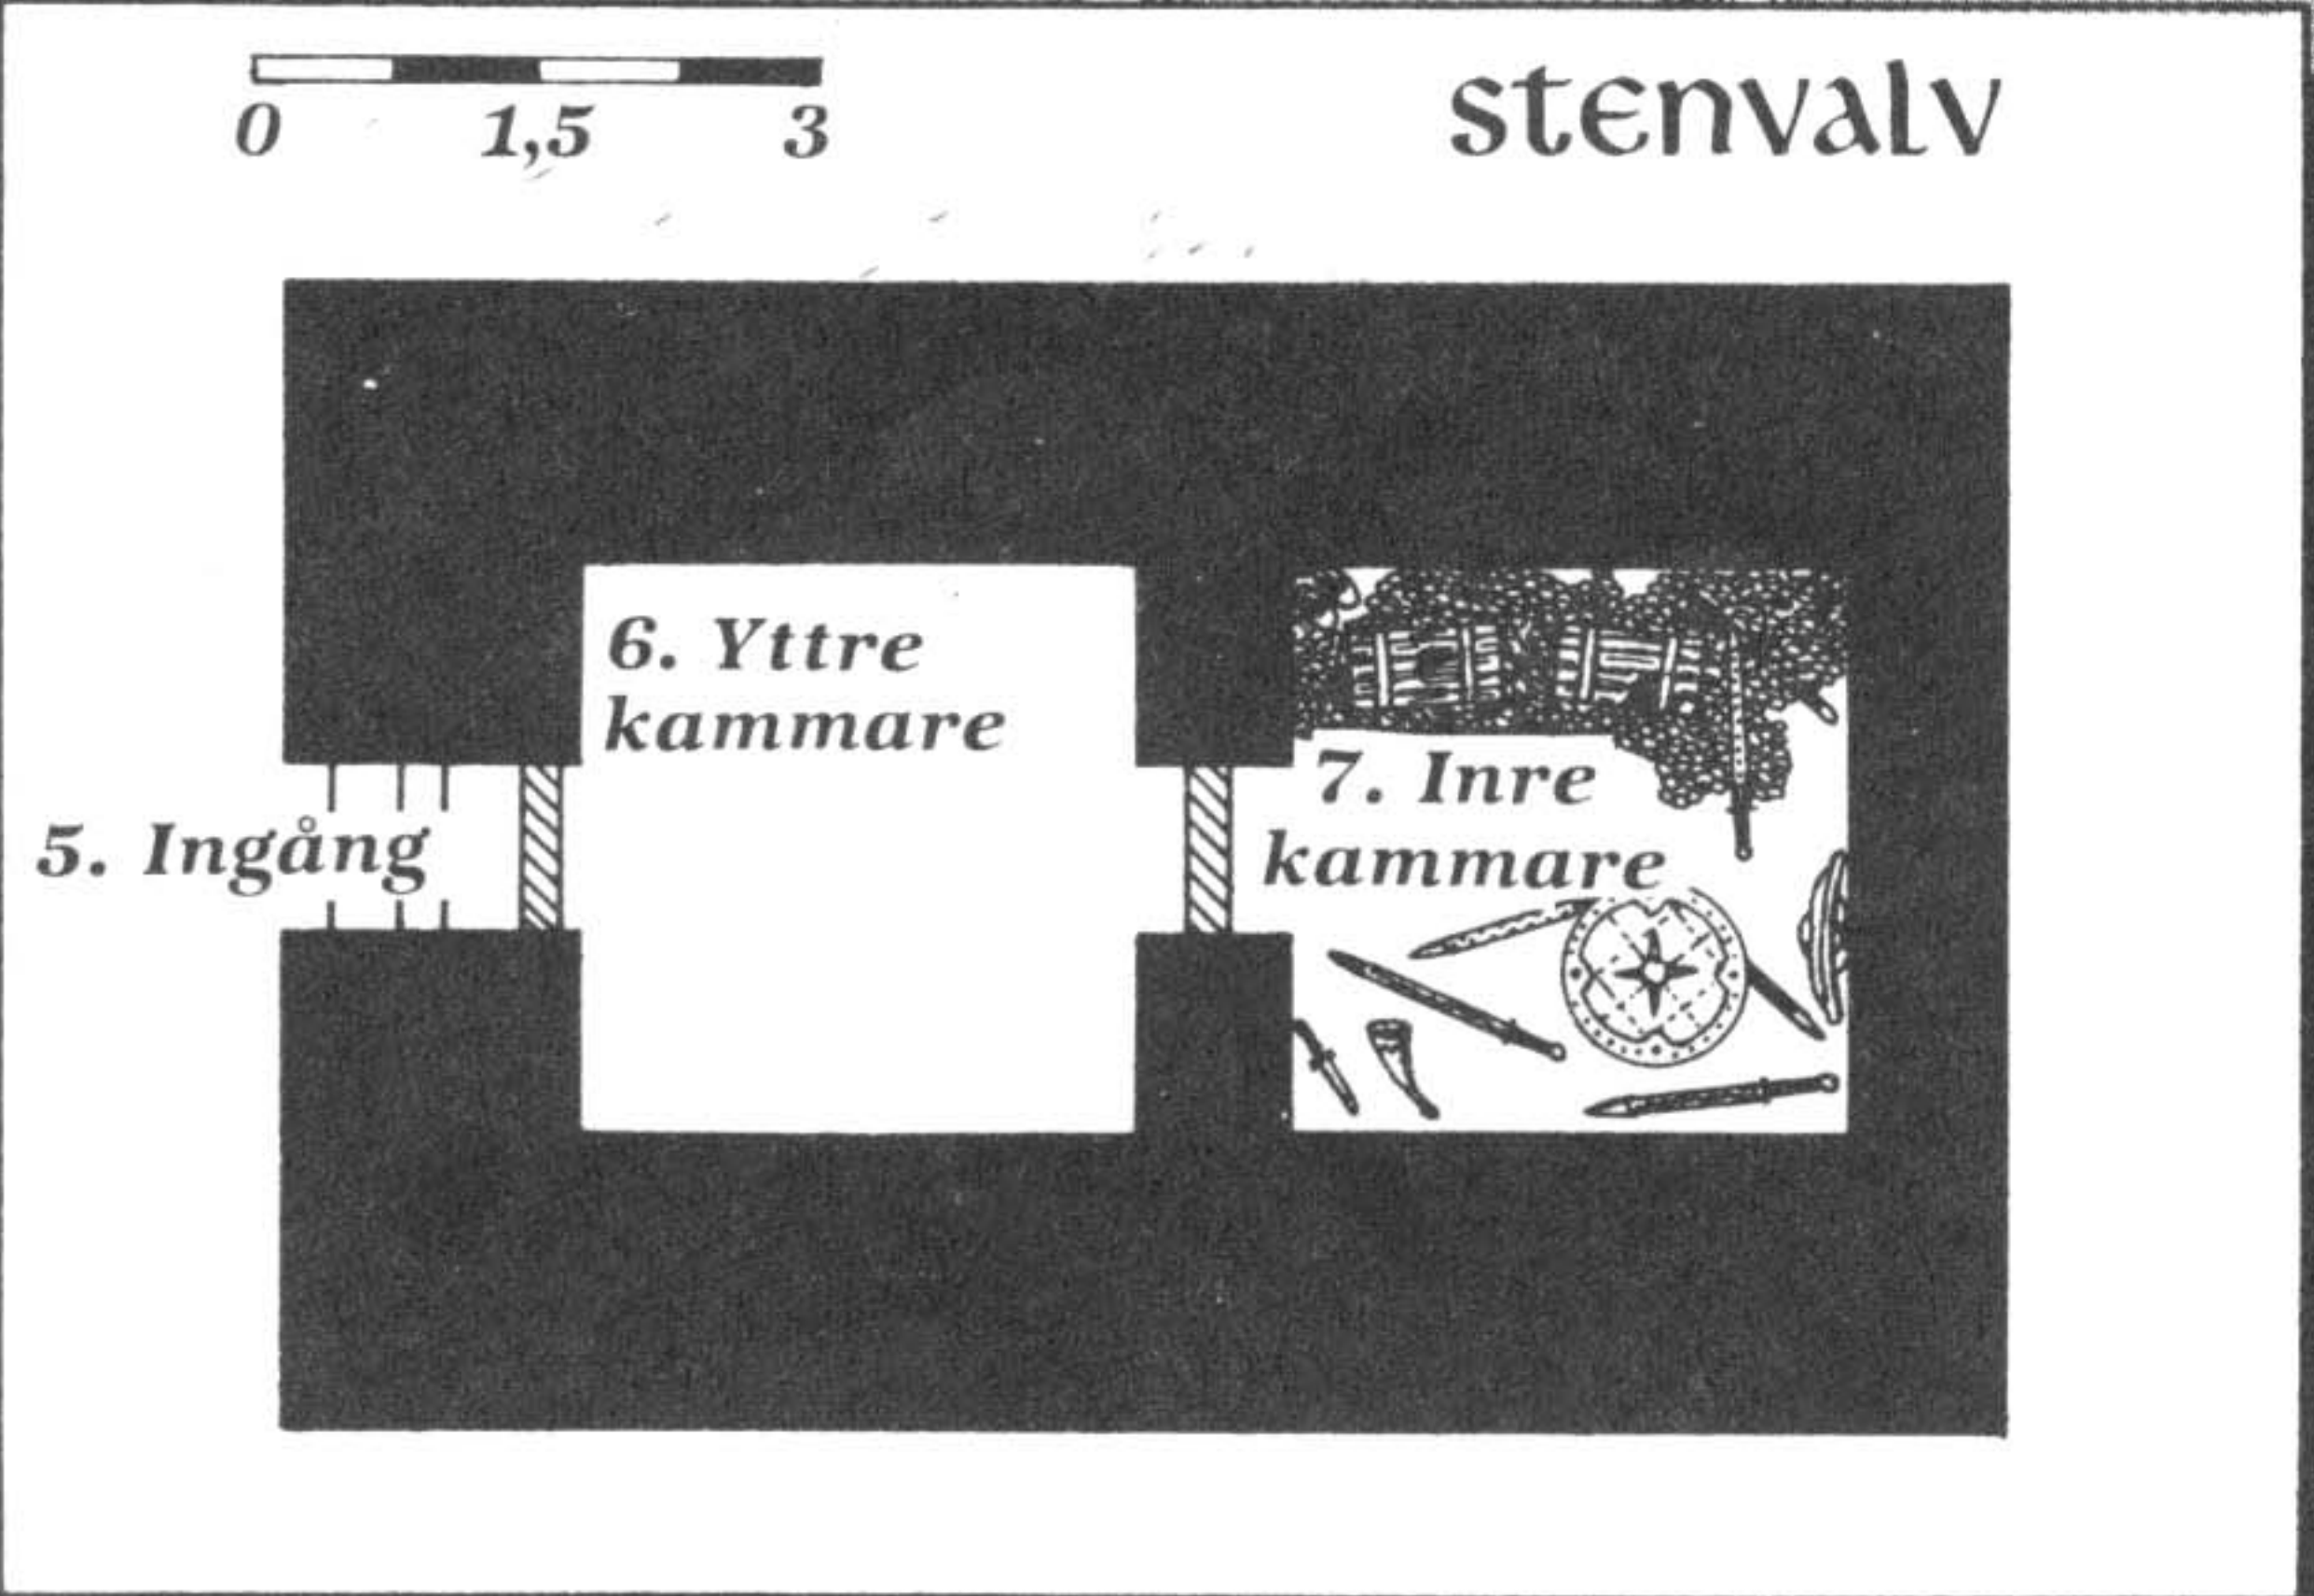 0 1,5 3
stenvalv
6. Yttre
kammare
7. Inre
kammare
5. Ingång